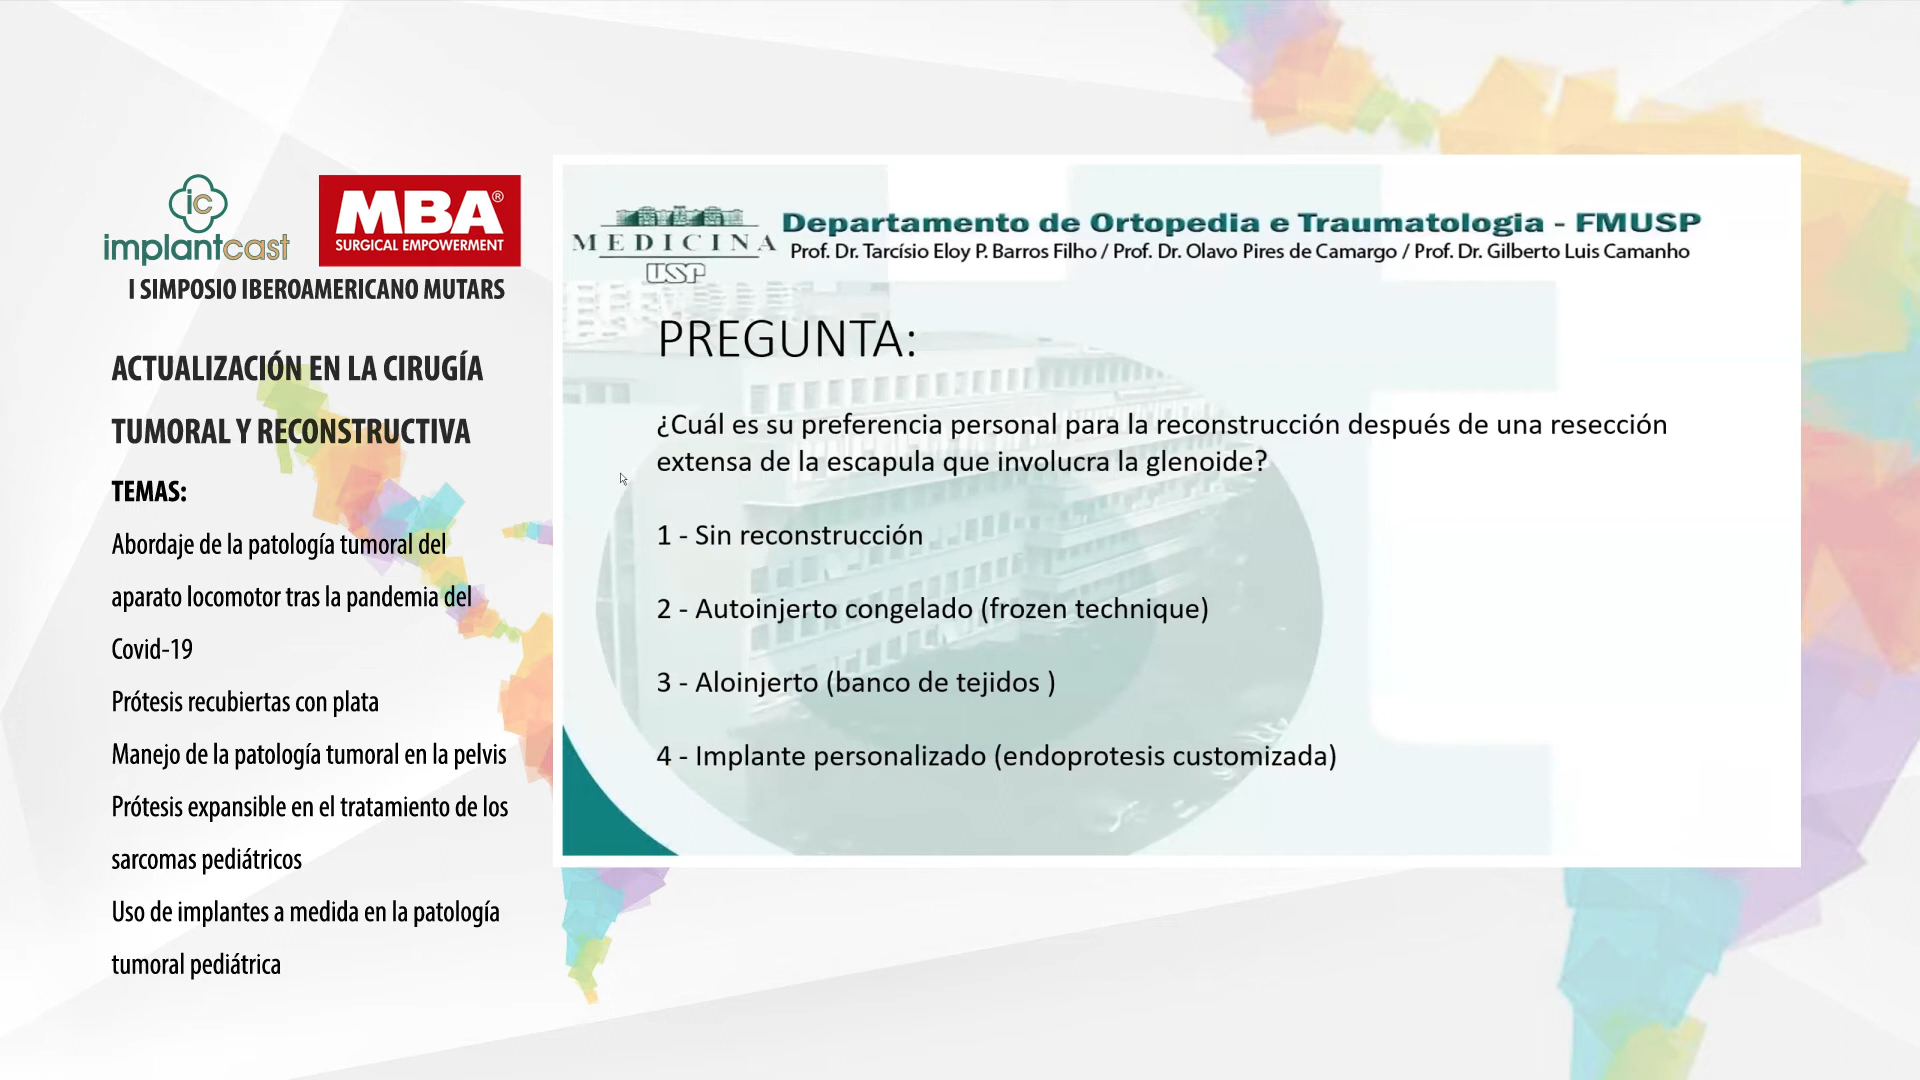 ic
implantcast
MBA®
SURGICAL EMPOWERMENT
I SIMPOSIO IBEROAMERICANO MUTARS
ACTUALIZACIÓN EN LA CIRUGÍA
TUMORAL Y RECONSTRUCTIVA
TEMAS:
Abordaje de la patología tumoral del
aparato locomotor tras la pandemia del
Covid-19
Prótesis recubiertas con plata
Manejo de la patología tumoral en la pelvis
Prótesis expansible en el tratamiento de los
sarcomas pediátricos
Uso de implantes a medida en la patología
tumoral pediátrica
MEDICINA
USP
Departamento de Ortopedia e Traumatologia - FMUSP
Prof. Dr. Tarcísio Eloy P. Barros Filho / Prof. Dr. Olavo Pires de Camargo / Prof. Dr. Gilberto Luis Camanho
PREGUNTA:
¿Cuál es su preferencia personal para la reconstrucción después de una resección
extensa de la escapula que involucra la glenoide?
1 - Sin reconstrucción
2 - Autoinjerto congelado (frozen technique)
3 - Aloinjerto (banco de tejidos )
4 - Implante personalizado (endoprotesis customizada)